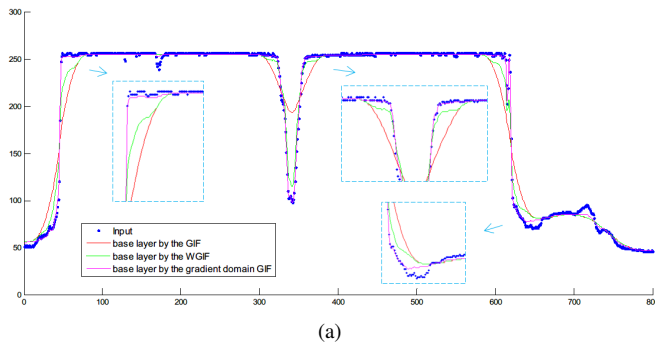 300
250
200
150
100
50
0
Input
base layer by the GIF
base layer by the WGIF
base layer by the gradient domain GIF
0 100 200 300 400 500 600 700 800
(a)